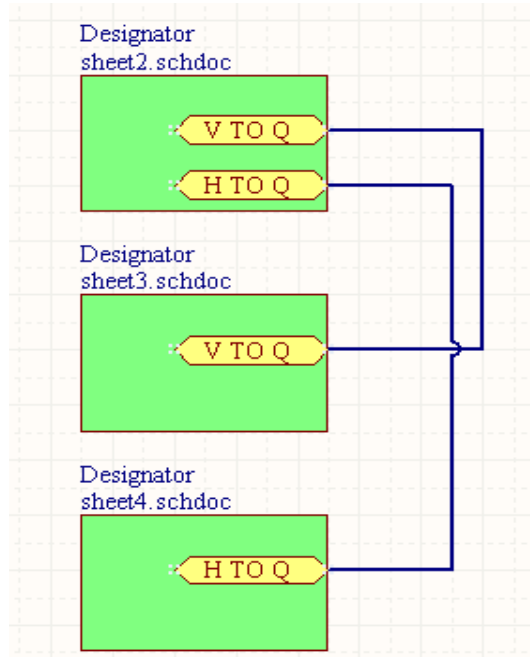 Designator
sheet2.schdoc
V TO Q
H TO Q
Designator
sheet3.schdoc
V TO Q
Designator
sheet4.schdoc
H TO Q